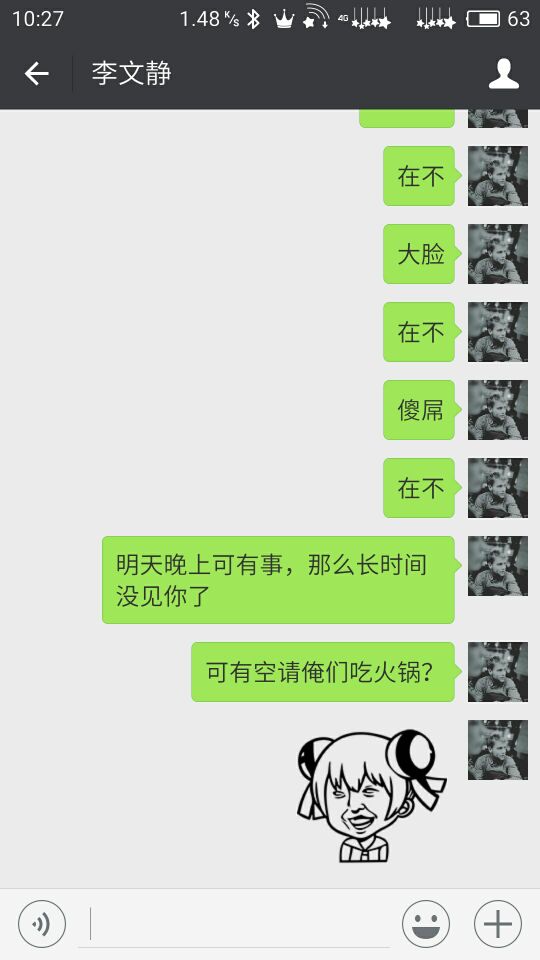 10:27 1.48 K/s 4G 63
李文静
在不
大脸
在不
傻屌
在不
明天晚上可有事，那么长时间
没见你了
可有空请俺们吃火锅？